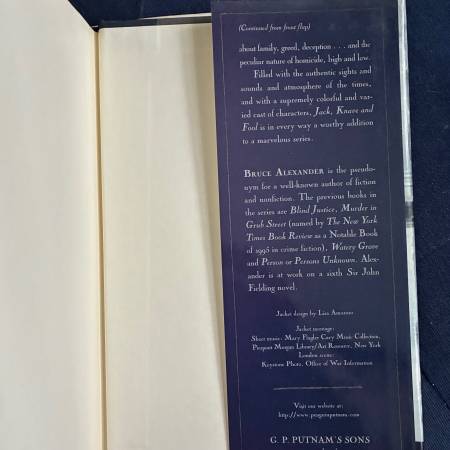 (Continued from front flap)
about family, greed, deception . . . and the
peculiar nature of homicide, high and low.
Filled with the authentic sights and
sounds and atmosphere of the times,
and with a supremely colorful and var-
ied cast of characters, Jack, Knave and
Fool is in every way a worthy addition
to a marvelous series.
BRUCE ALEXANDER is the pseudo-
nym for a well-known author of fiction
and nonfiction. The previous books in
the series are Blind Justice, Murder in
Grub Street (named by The New York
Times Book Review as a Notable Book
of 1995 in crime fiction), Watery Grave
and Person or Persons Unknown. Alex-
ander is at work on a sixth Sir John
Fielding novel.
Jacket design by Lisa Amoroso
Jacket montage:
Sheet music: Mary Flagler Cary Music Collection,
Pierpont Morgan Library/Art Resource, New York
London scene:
Keystone Photo, Office of War Information
Visit our website at:
http://www.penguinputnam.com
G. P. PUTNAM'S SONS